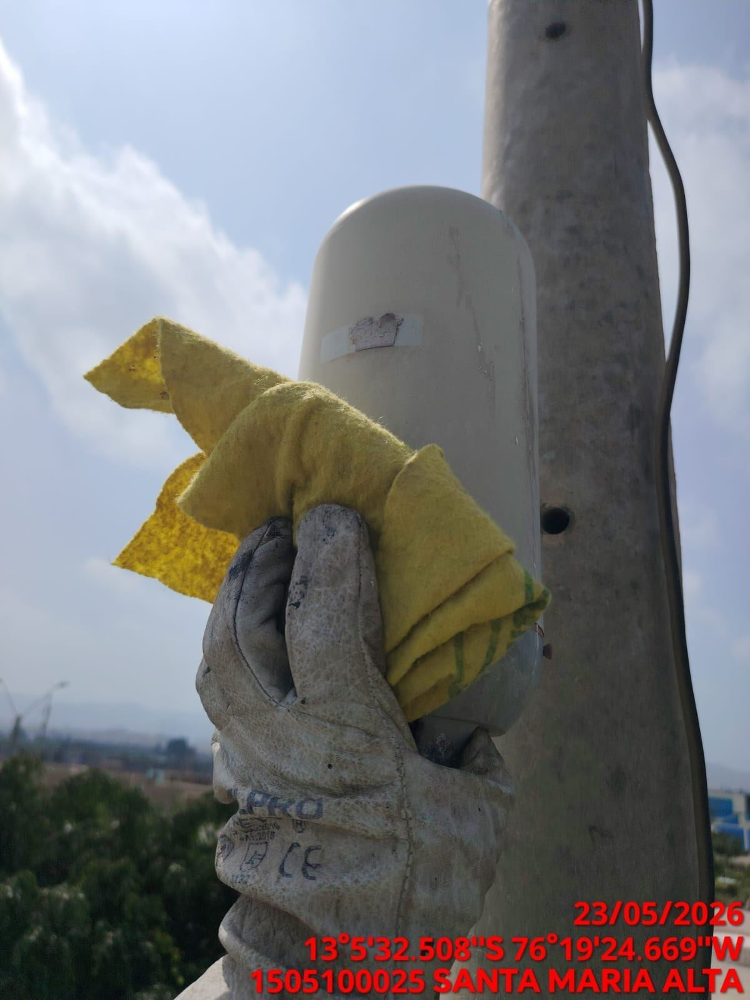 PRO
CE
23/05/2026
13°5'32.508"S 76°19'24.669"W
1505100025 SANTA MARIA ALTA